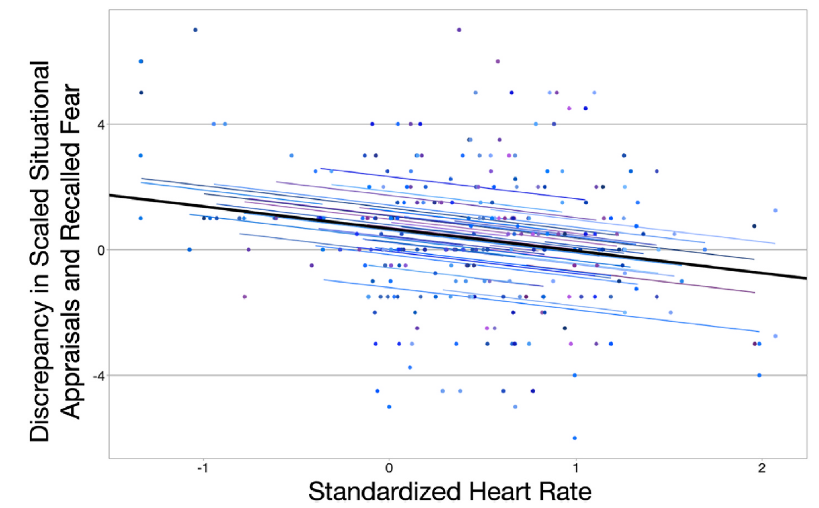 Discrepancy in Scaled Situational
Appraisals and Recalled Fear
4
0
-4
-1
0
1
2
Standardized Heart Rate